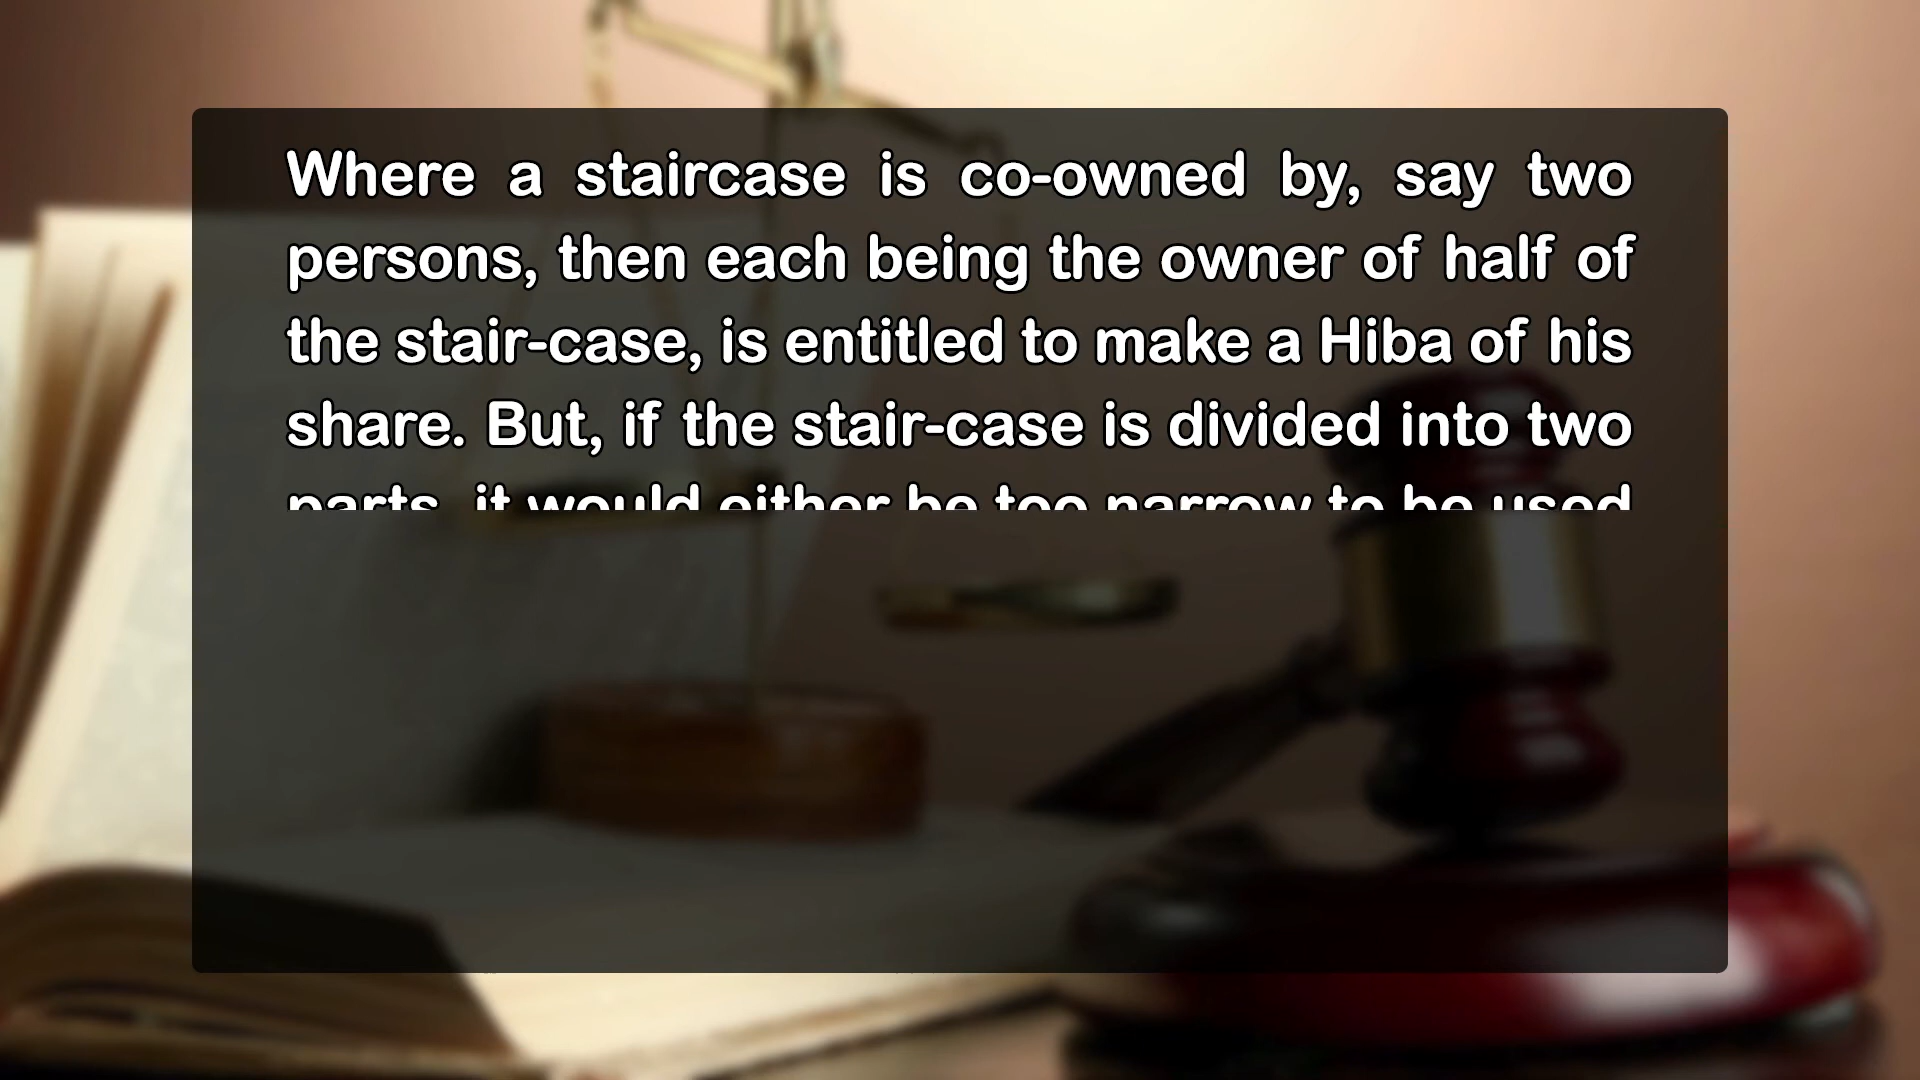 Where a staircase is co-owned by, say two
persons, then each being the owner of half of
the stair-case, is entitled to make a Hiba of his
share. But, if the stair-case is divided into two
parts, it would either be too narrow to be used